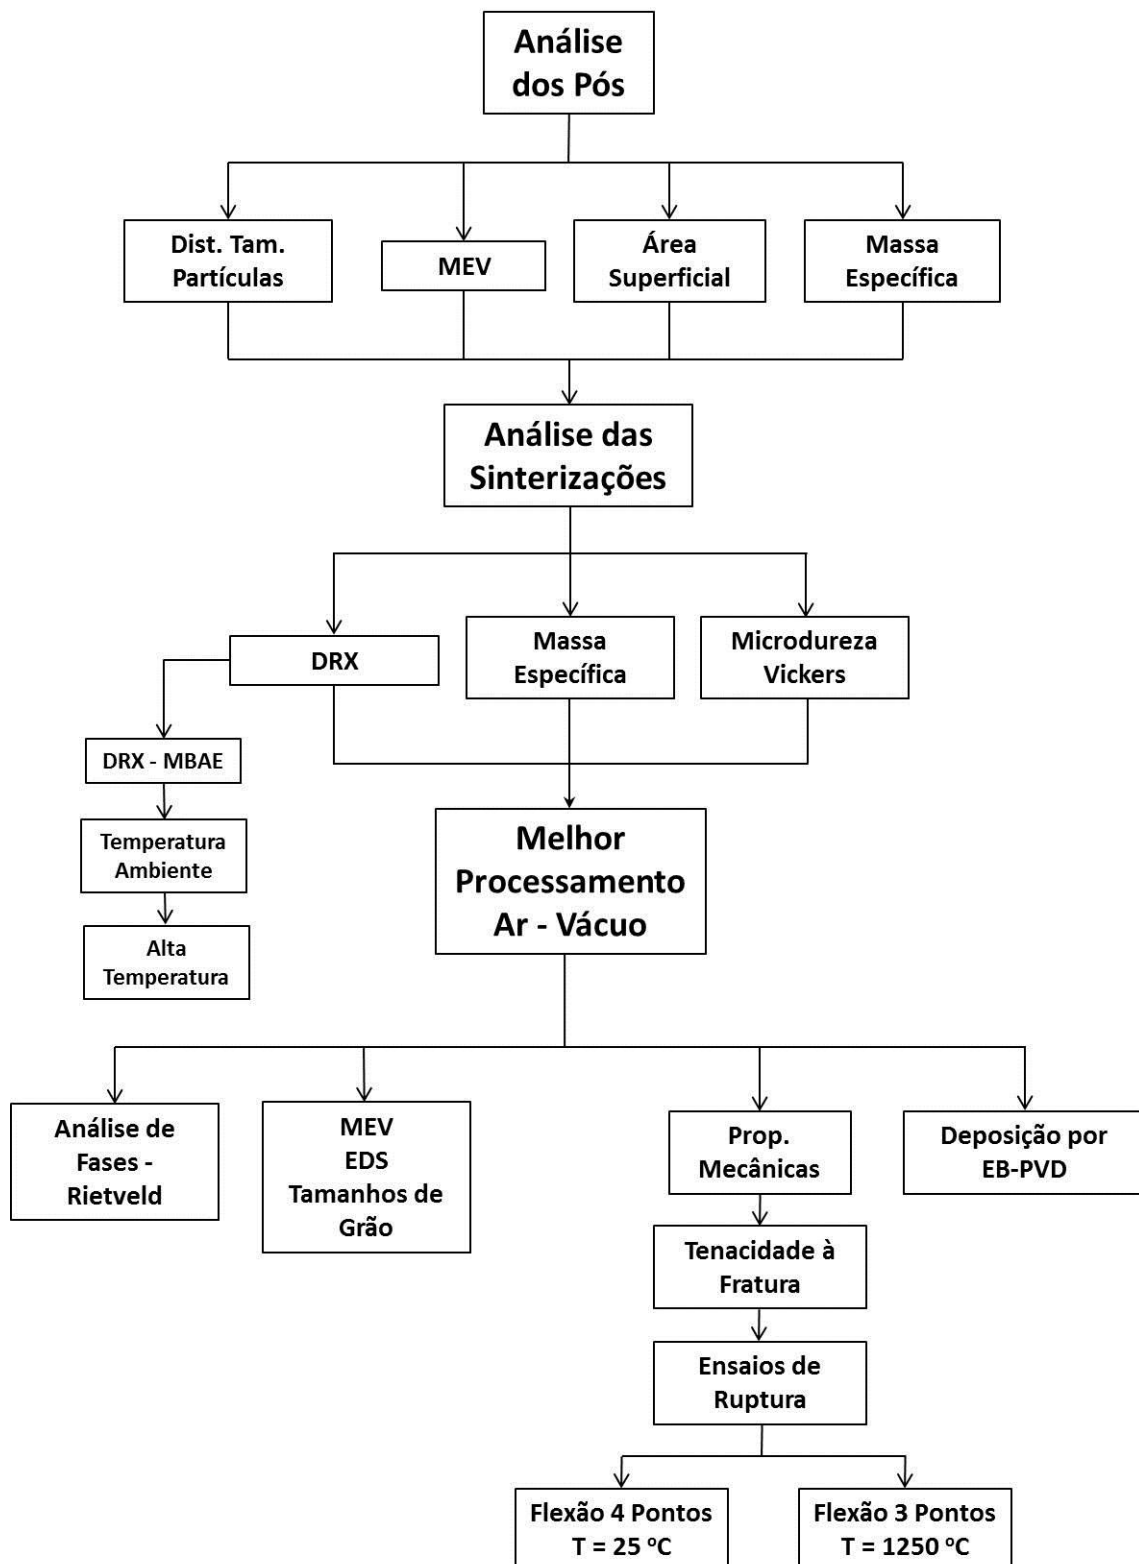 Análise
dos Pós
Dist. Tam.
Partículas
MEV
Área
Superficial
Massa
Específica
Análise das
Sinterizações
DRX
Massa
Específica
Microdureza
Vickers
DRX - MBAE
Temperatura
Ambiente
Alta
Temperatura
Melhor
Processamento
Ar - Vácuo
Análise de
Fases -
Rietveld
MEV
EDS
Tamanhos de
Grão
Prop.
Mecânicas
Deposição por
EB-PVD
Tenacidade à
Fratura
Ensaios de
Ruptura
Flexão 4 Pontos
T = 25 ºC
Flexão 3 Pontos
T = 1250 ºC